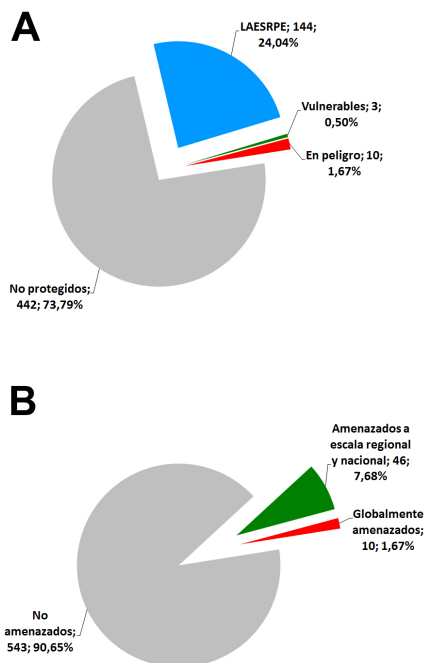 A
LAESRPE; 144;
24,04%
Vulnerables; 3;
0,50%
En peligro; 10;
1,67%
No protegidos;
442; 73,79%
B
Amenazados a
escala regional
y nacional; 46;
7,68%
Globalmente
amenazados;
10; 1,67%
No
amenazados;
543; 90,65%